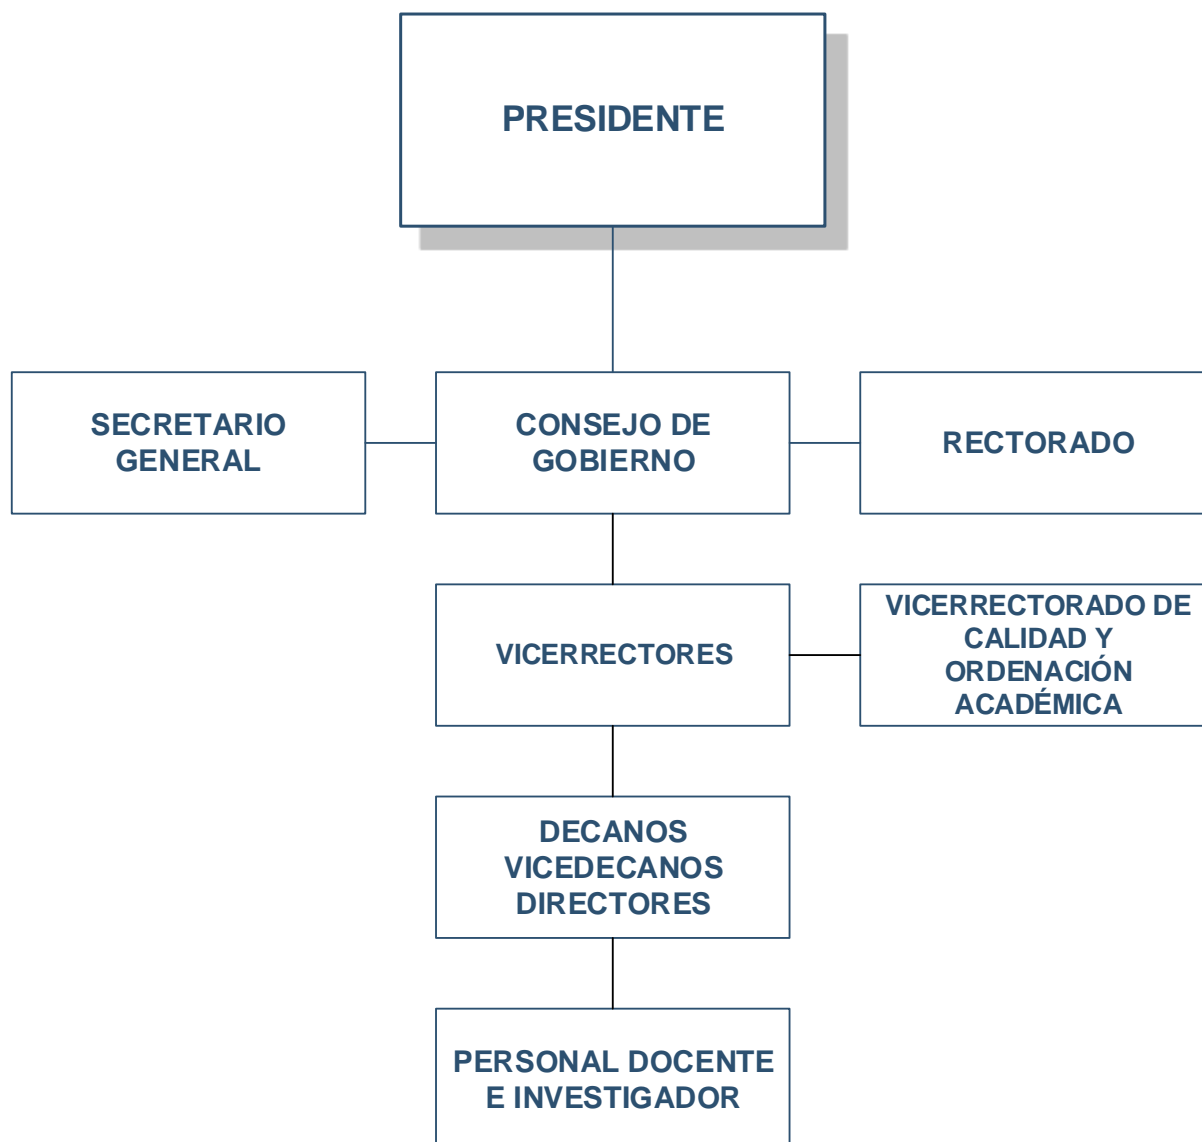 PRESIDENTE
SECRETARIO
GENERAL
CONSEJO DE
GOBIERNO
RECTORADO
VICERRECTORES
VICERRECTORADO DE
CALIDAD Y
ORDENACIÓN
ACADÉMICA
DECANOS
VICEDECANOS
DIRECTORES
PERSONAL DOCENTE
E INVESTIGADOR